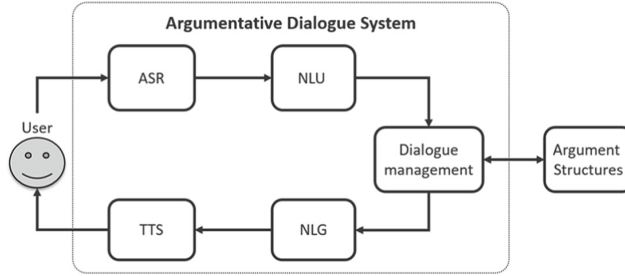 Argumentative Dialogue System
ASR
NLU
User
Dialogue
management
Argument
Structures
TTS
NLG